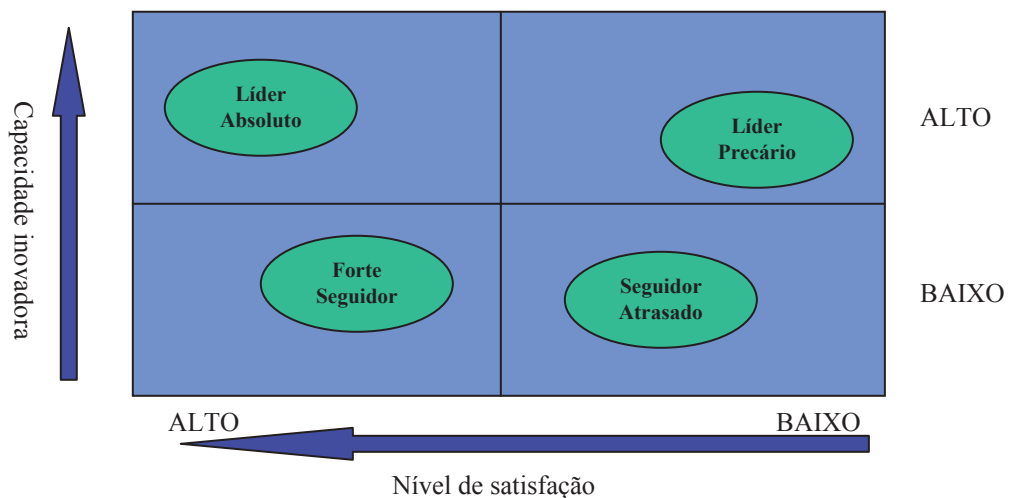 Capacidade inovadora
Líder
Absoluto
Líder
Precário
ALTO
Forte
Seguidor
Seguidor
Atrasado
BAIXO
ALTO
BAIXO
Nível de satisfação